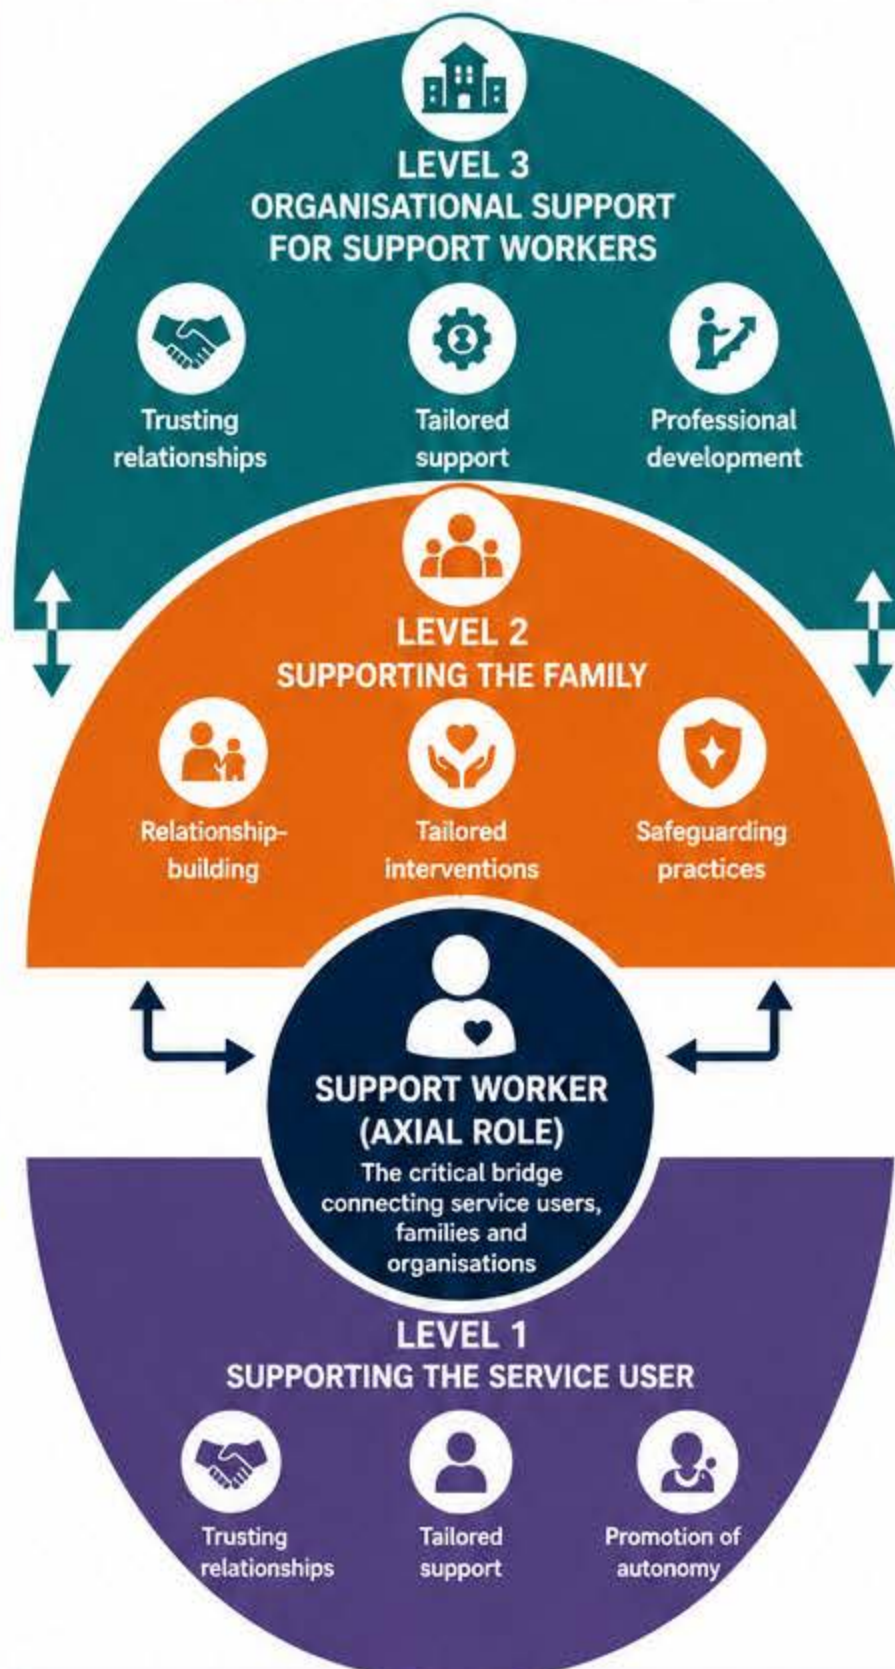 LEVEL 3
ORGANISATIONAL SUPPORT
FOR SUPPORT WORKERS
Trusting
relationships
Tailored
support
Professional
development
LEVEL 2
SUPPORTING THE FAMILY
Relationship-
building
Tailored
interventions
Safeguarding
practices
SUPPORT WORKER
(AXIAL ROLE)
The critical bridge
connecting service users,
families and
organisations
LEVEL 1
SUPPORTING THE SERVICE USER
Trusting
relationships
Tailored
support
Promotion of
autonomy